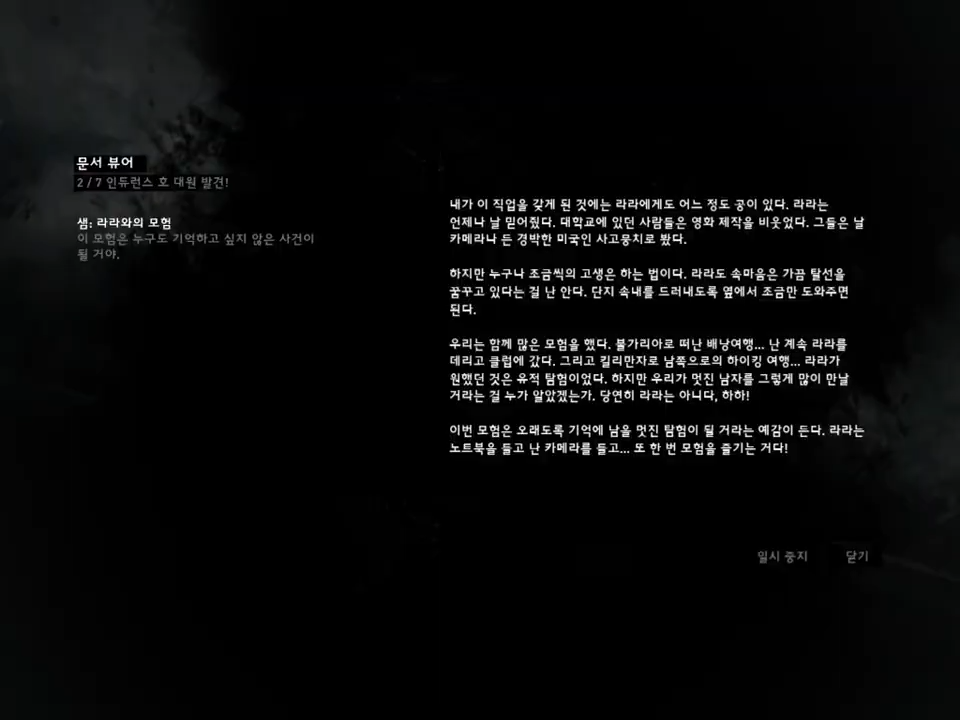 문서 뷰어
2 / 7 인듀런스 호 대원 발견!
샘: 라라와의 모험
이 모험은 누구도 기억하고 싶지 않은 사건이
될 거야.
내가 이 직업을 갖게 된 것에는 라라에게도 어느 정도 공이 있다. 라라는
언제나 날 믿어줬다. 대학교에 있던 사람들은 영화 제작을 비웃었다. 그들은 날
카메라나 든 경박한 미국인 사고뭉치로 봤다.
하지만 누구나 조금씩의 고생은 하는 법이다. 라라도 속마음은 가끔 탈선을
꿈꾸고 있다는 걸 난 안다. 단지 속내를 드러내도록 옆에서 조금만 도와주면
된다.
우리는 함께 많은 모험을 했다. 불가리아로 떠난 배낭여행... 난 계속 라라를
데리고 클럽에 갔다. 그리고 킬리만자로 남쪽으로의 하이킹 여행... 라라가
원했던 것은 유적 탐험이었다. 하지만 우리가 멋진 남자를 그렇게 많이 만날
거라는 걸 누가 알았겠는가. 당연히 라라는 아니다, 하하!
이번 모험은 오래도록 기억에 남을 멋진 탐험이 될 거라는 예감이 든다. 라라는
노트북을 들고 난 카메라를 들고... 또 한 번 모험을 즐기는 거다!
일시 중지
닫기